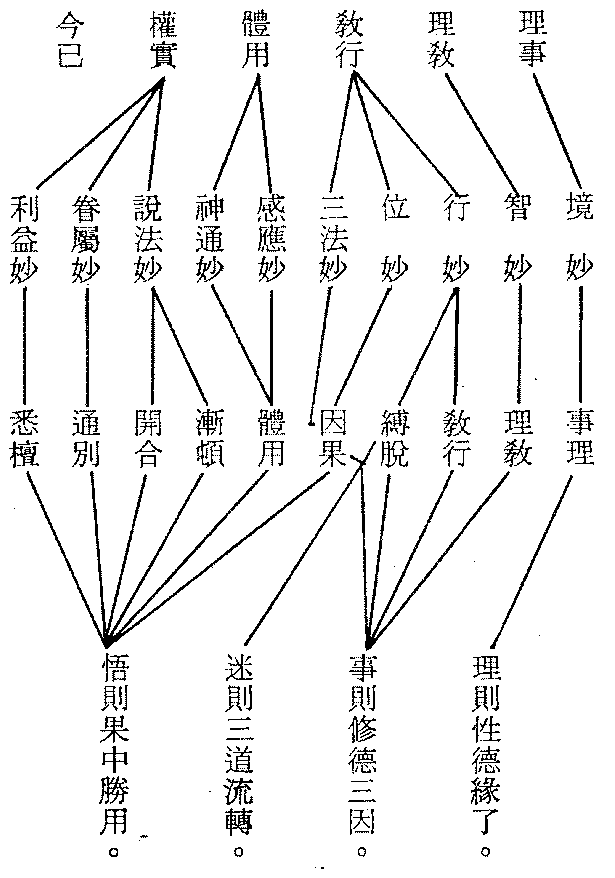 理事
理教
教行
體用
權實
今已
境妙
智妙
行妙
位妙
三法妙
感應妙
神通妙
說法妙
眷屬妙
利益妙
事理
理教
教行
縛脫
因果
體用
漸頓
開合
通別
悉檀
理則性德緣了。
事則修德三因。
迷則三道流轉。
悟則果中勝用。